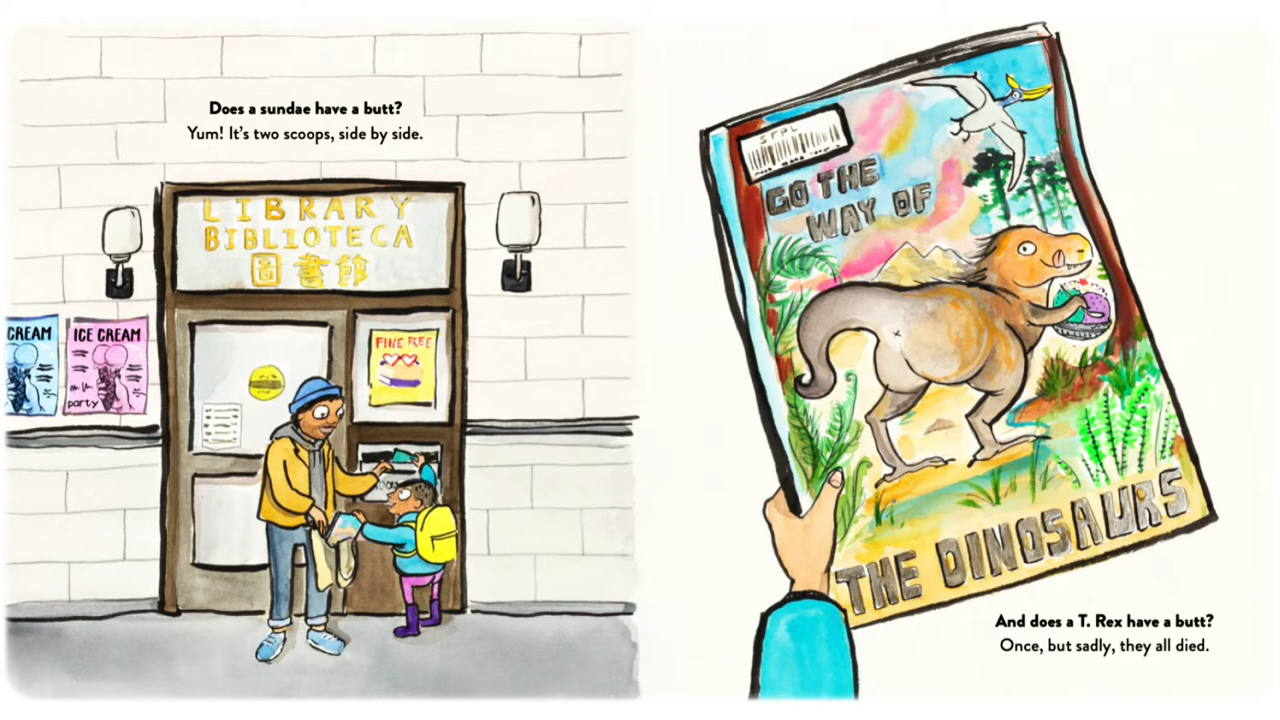 Does a sundae have a butt?
Yum! It's two scoops, side by side.
LIBRARY
BIBLIOTECA
圖書館
CREAM
ICE CREAM
party
FINE FREE
SFPL
GO THE
WAY OF
THE DINOSAURS
And does a T. Rex have a butt?
Once, but sadly, they all died.